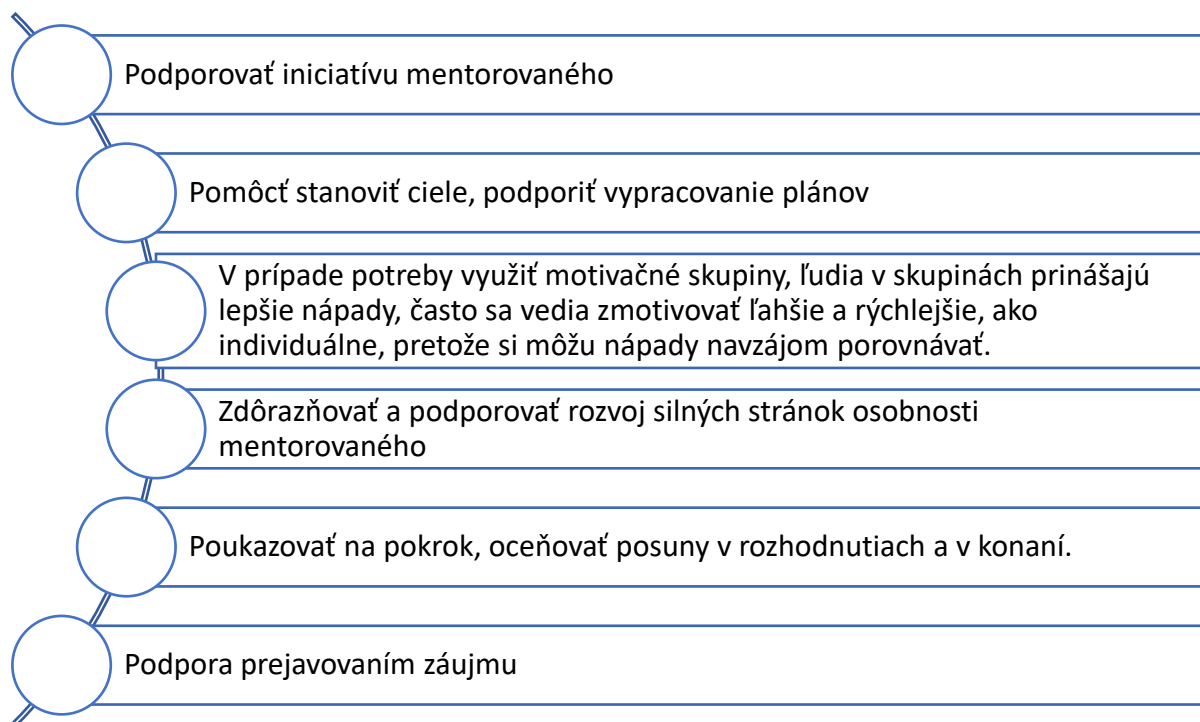 Podporovať iniciatívu mentorovaného
Pomôcť stanoviť ciele, podporiť vypracovanie plánov
V prípade potreby využiť motivačné skupiny, ľudia v skupinách prinášajú
lepšie nápady, často sa vedia zmotivovať ľahšie a rýchlejšie, ako
individuálne, pretože si môžu nápady navzájom porovnávať.
Zdôrazňovať a podporovať rozvoj silných stránok osobnosti
mentorovaného
Poukazovať na pokrok, oceňovať posuny v rozhodnutiach a v konaní.
Podpora prejavovaním záujmu